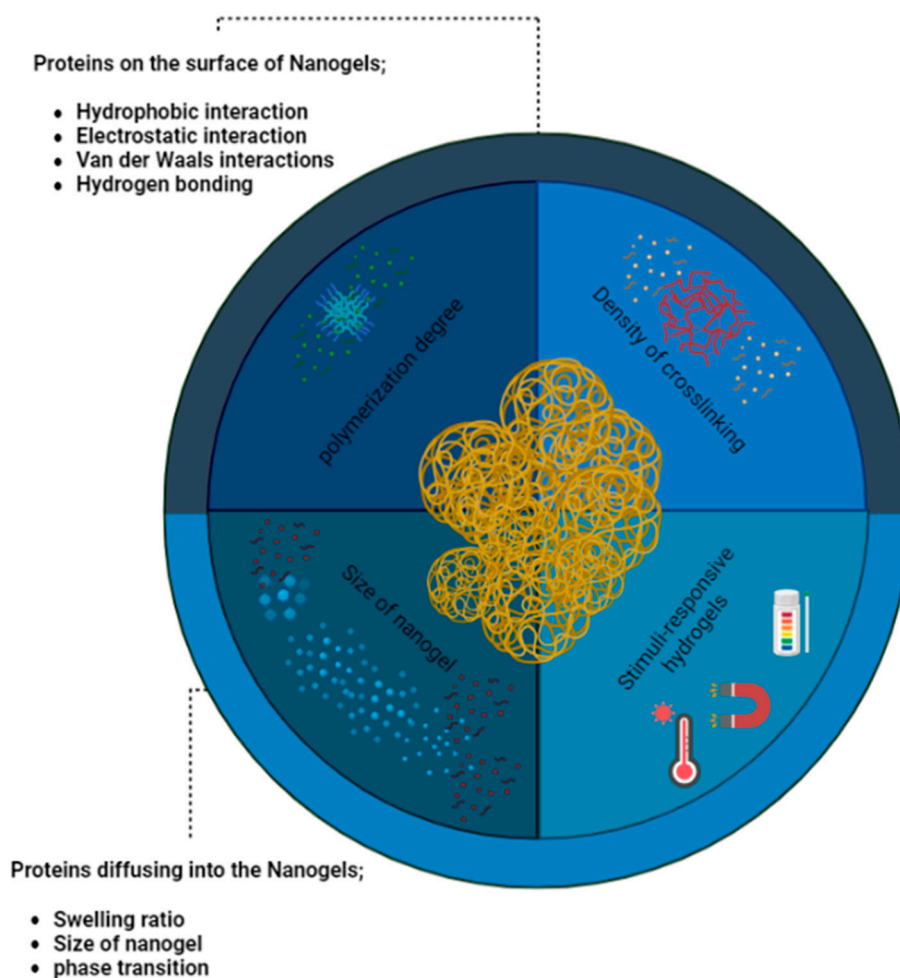 Proteins on the surface of Nanogels;
• Hydrophobic interaction
• Electrostatic interaction
• Van der Waals interactions
• Hydrogen bonding
polymerization degree
Density of crosslinking
Size of nanogel
Stimuli-responsive
hydrogels
Proteins diffusing into the Nanogels;
• Swelling ratio
• Size of nanogel
• phase transition